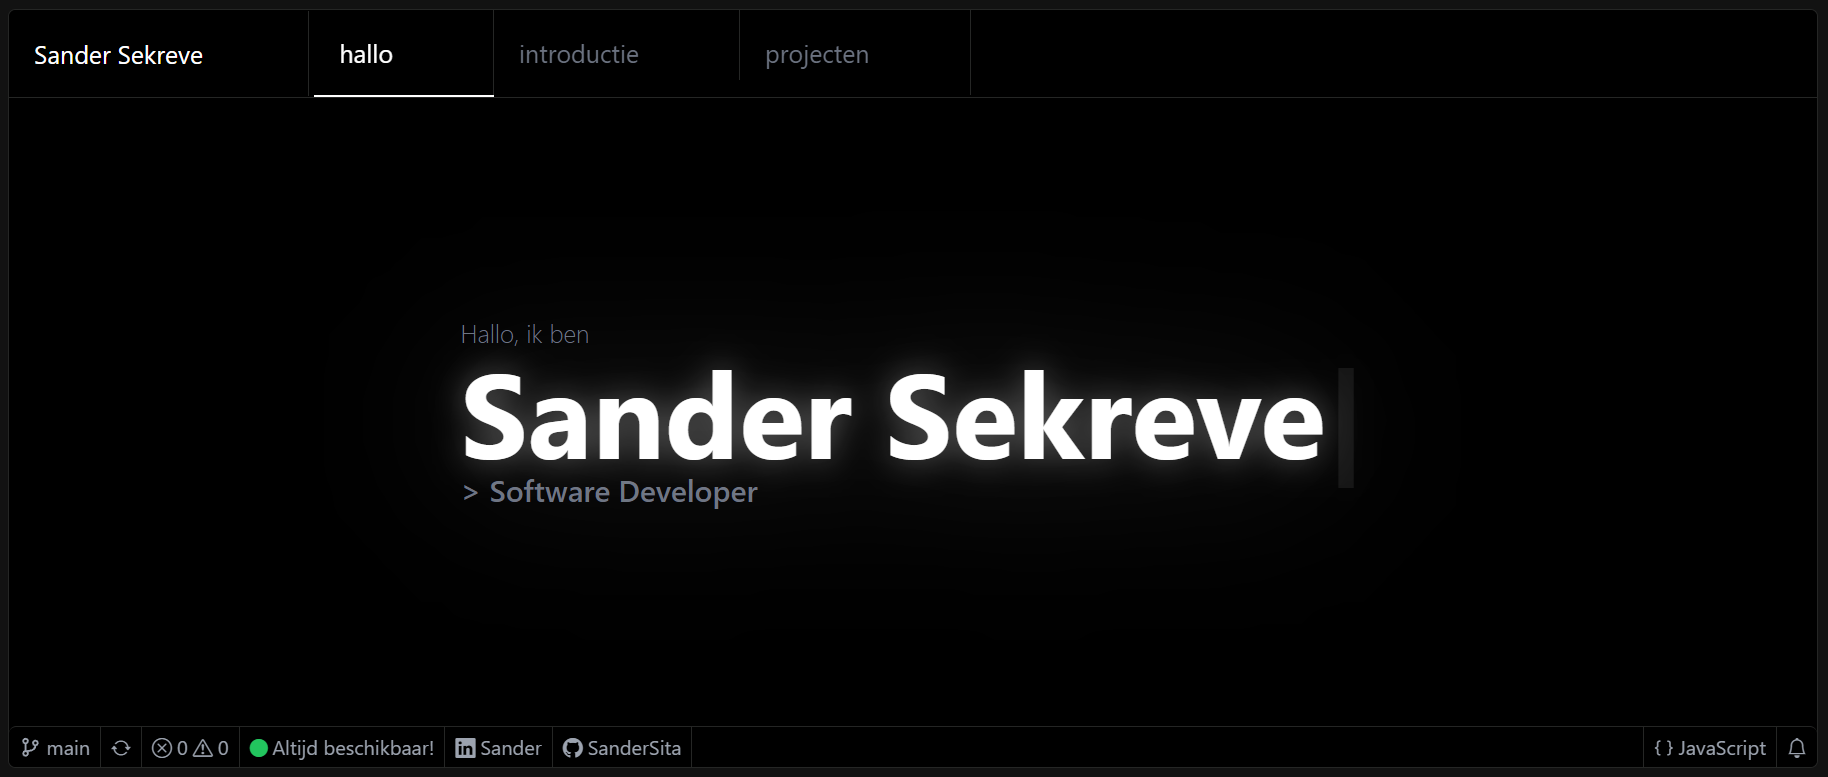 Sander Sekreve hallo introductie projecten
Hallo, ik ben
Sander Sekreve
> Software Developer
main 0 0 Altijd beschikbaar! Sander SanderSita { } JavaScript